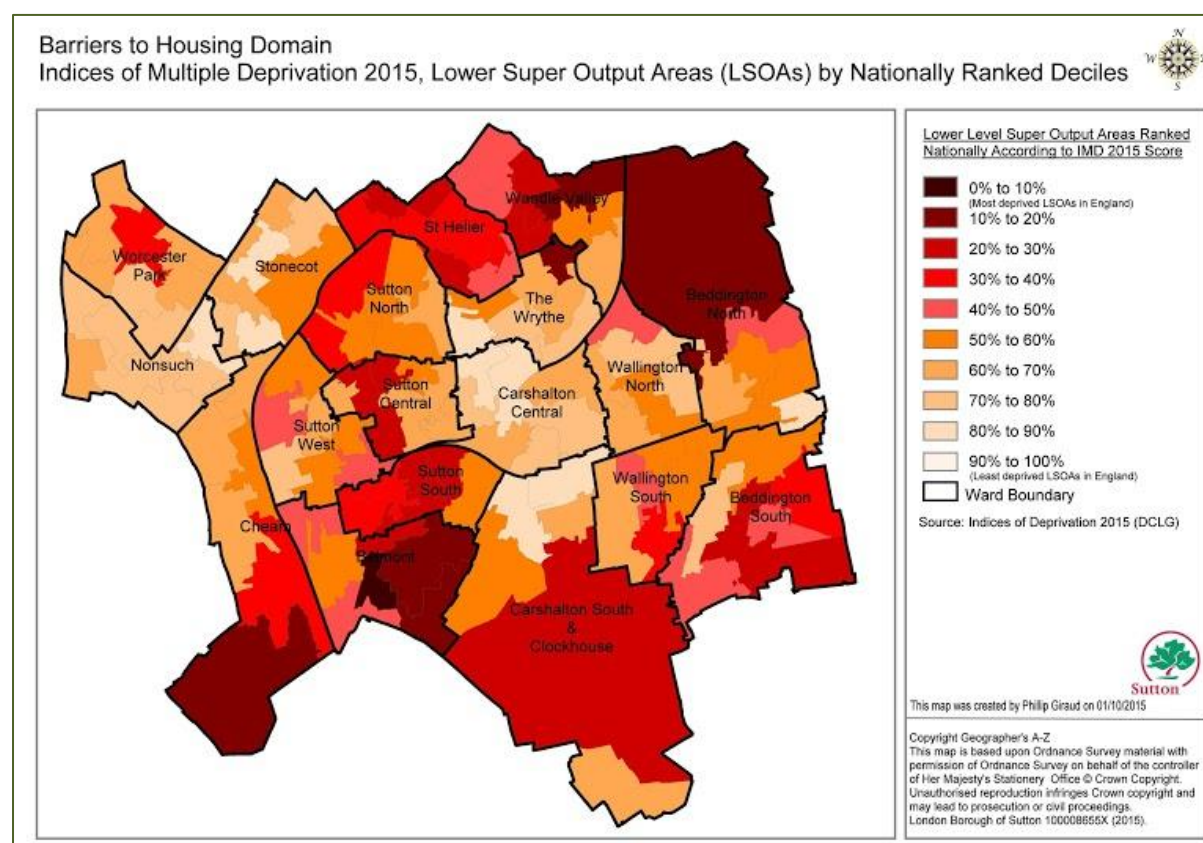 Barriers to Housing Domain
Indices of Multiple Deprivation 2015, Lower Super Output Areas (LSOAs) by Nationally Ranked Deciles
N
W
S
Worcester
Park
Stonecot
Nonsuch
St Helier
Wandle Valley
Sutton
North
The
Wrythe
Beddington
North
Sutton
Central
Carshalton
Central
Wallington
North
Sutton
West
Sutton
South
Wallington
South
Beddington
South
Cheam
Belmont
Carshalton South
&
Clockhouse
Lower Level Super Output Areas Ranked
Nationally According to IMD 2015 Score
0% to 10%
(Most deprived LSOAs in England)
10% to 20%
20% to 30%
30% to 40%
40% to 50%
50% to 60%
60% to 70%
70% to 80%
80% to 90%
90% to 100%
(Least deprived LSOAs in England)
Ward Boundary
Source: Indices of Deprivation 2015 (DCLG)
Sutton
This map was created by Phillip Giraud on 01/10/2015
Copyright Geographer's A-Z
This map is based upon Ordnance Survey material with
permission of Ordnance Survey on behalf of the controller
of Her Majesty's Stationery Office © Crown Copyright.
Unauthorised reproduction infringes Crown copyright and
may lead to prosecution or civil proceedings.
London Borough of Sutton 100008655X (2015).